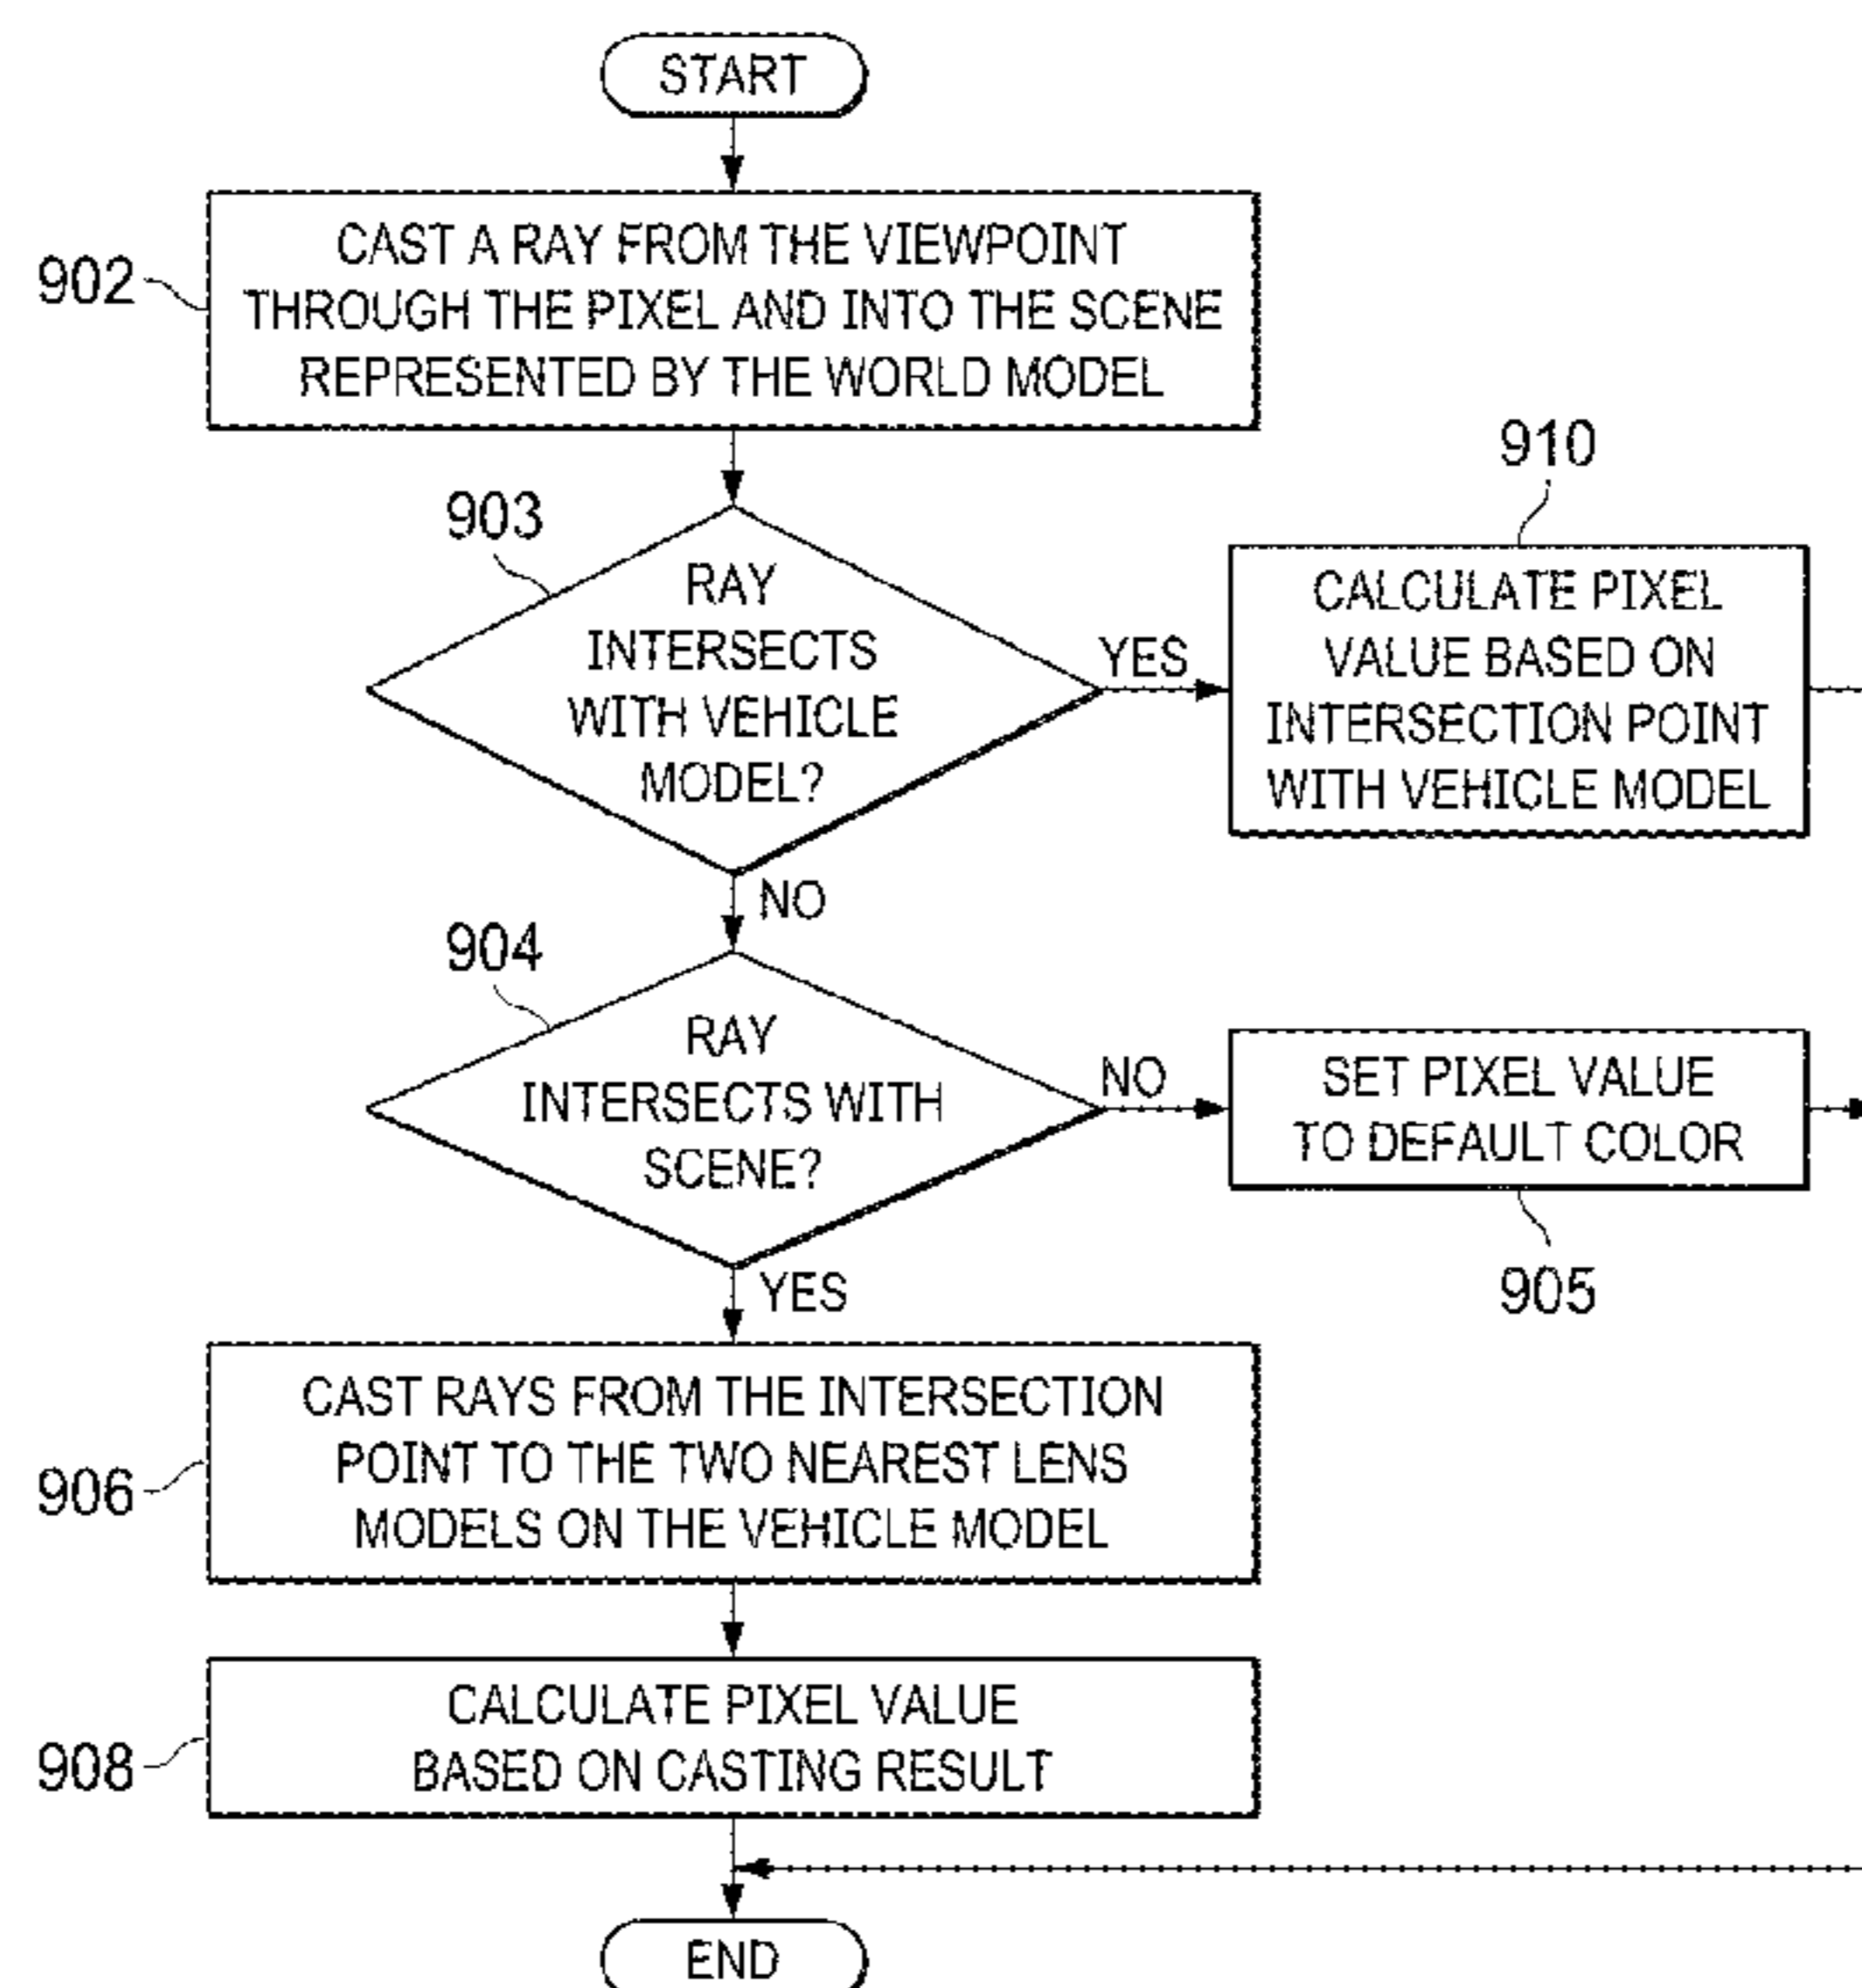 START
902
CAST A RAY FROM THE VIEWPOINT
THROUGH THE PIXEL AND INTO THE SCENE
REPRESENTED BY THE WORLD MODEL
903
RAY
INTERSECTS
WITH VEHICLE
MODEL?
YES
910
CALCULATE PIXEL
VALUE BASED ON
INTERSECTION POINT
WITH VEHICLE MODEL
NO
904
RAY
INTERSECTS WITH
SCENE?
NO
SET PIXEL VALUE
TO DEFAULT COLOR
905
YES
906
CAST RAYS FROM THE INTERSECTION
POINT TO THE TWO NEAREST LENS
MODELS ON THE VEHICLE MODEL
908
CALCULATE PIXEL VALUE
BASED ON CASTING RESULT
END